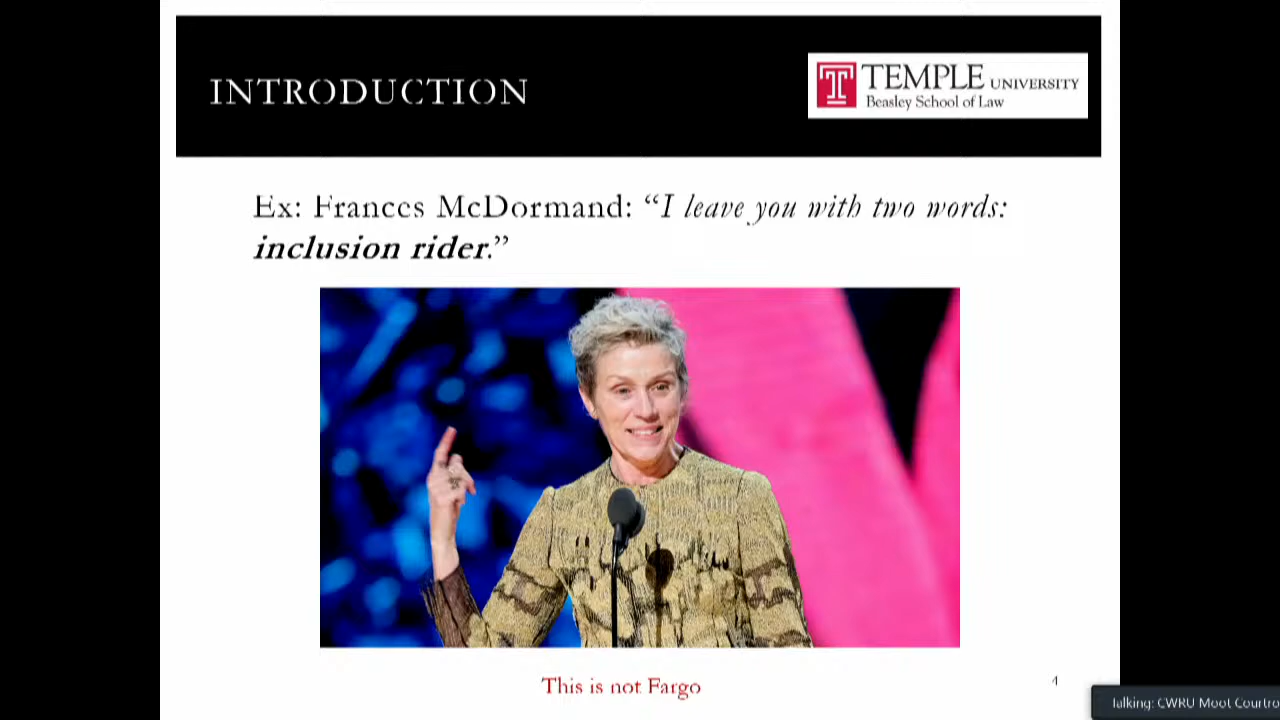 INTRODUCTION
TEMPLE UNIVERSITY
Beasley School of Law
Ex: Frances McDormand: “I leave you with two words:
inclusion rider.”
This is not Fargo
4
Talking: CWRU Moot Courtro